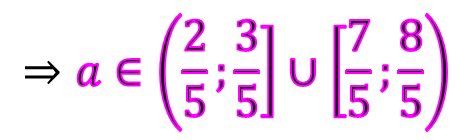 ⇒ a ∈ (2/5 ; 3/5] ∪ [7/5 ; 8/5)